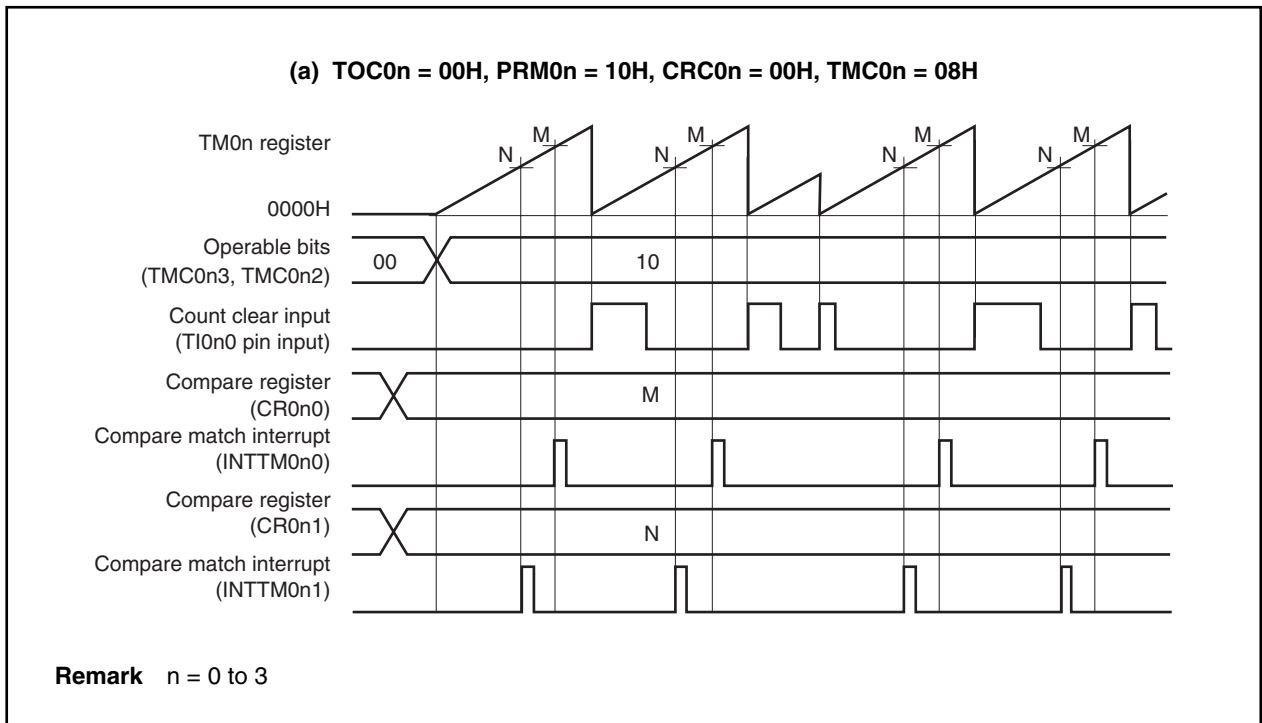 (a) TOC0n = 00H, PRM0n = 10H, CRC0n = 00H, TMC0n = 08H
TM0n register
N
M
N
M
N
M
N
M
0000H
Operable bits
(TMC0n3, TMC0n2)
00
10
Count clear input
(TI0n0 pin input)
Compare register
(CR0n0)
M
Compare match interrupt
(INTTM0n0)
Compare register
(CR0n1)
N
Compare match interrupt
(INTTM0n1)
Remark n = 0 to 3